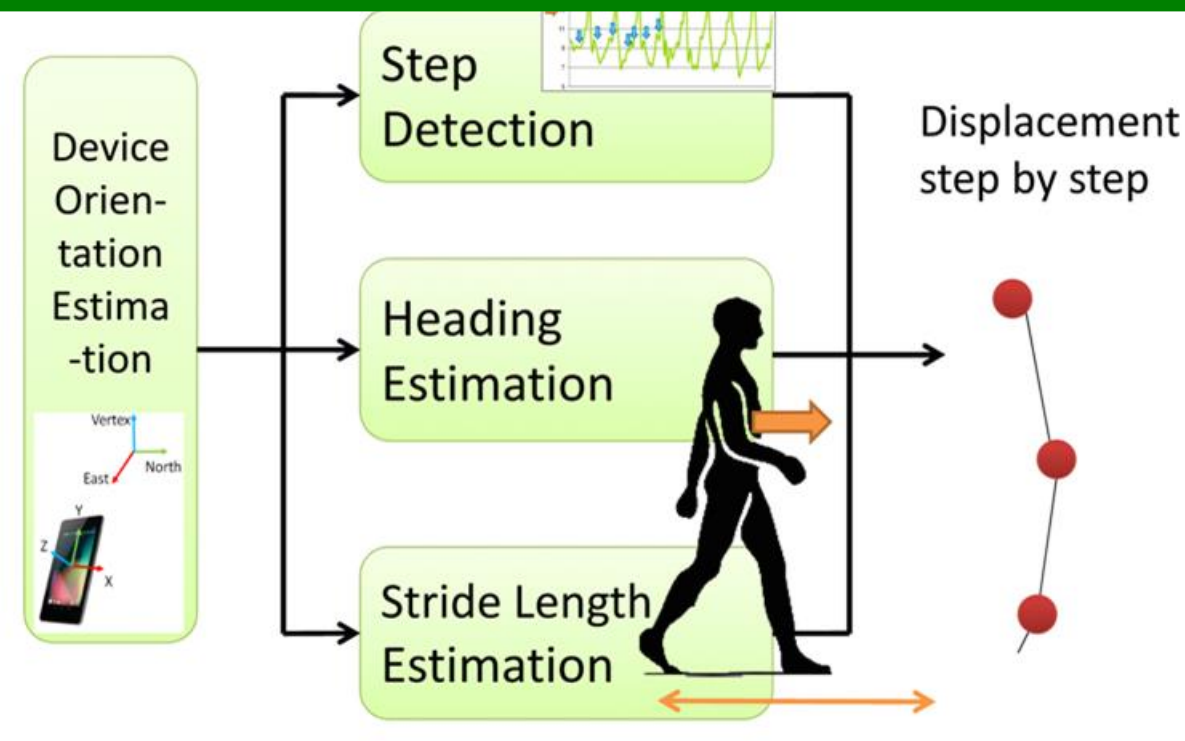 Device
Orien-
tation
Estima
-tion
Vertex
North
East
Y
Z
X
Step
Detection
Heading
Estimation
Stride Length
Estimation
Displacement
step by step